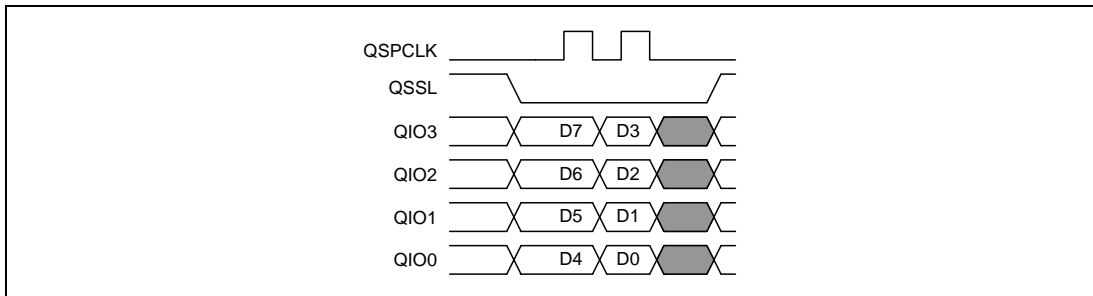 QSPCLK
QSSL
QIO3 D7 D3
QIO2 D6 D2
QIO1 D5 D1
QIO0 D4 D0